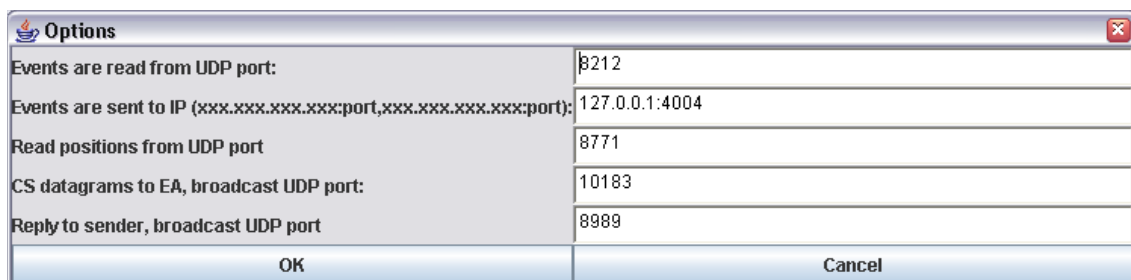 Options
Events are read from UDP port: 8212
Events are sent to IP (xxx.xxx.xxx.xxx:port,xxx.xxx.xxx.xxx:port): 127.0.0.1:4004
Read positions from UDP port 8771
CS datagrams to EA, broadcast UDP port: 10183
Reply to sender, broadcast UDP port 8989
OK Cancel